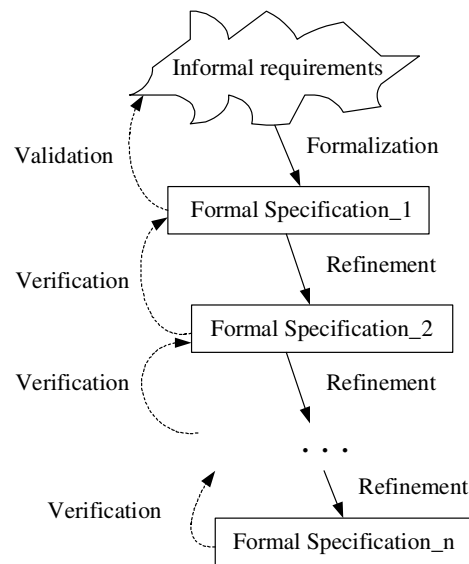 Informal requirements
Formalization
Validation
Formal Specification_1
Refinement
Verification
Formal Specification_2
Refinement
Verification
. . .
Refinement
Verification
Formal Specification_n